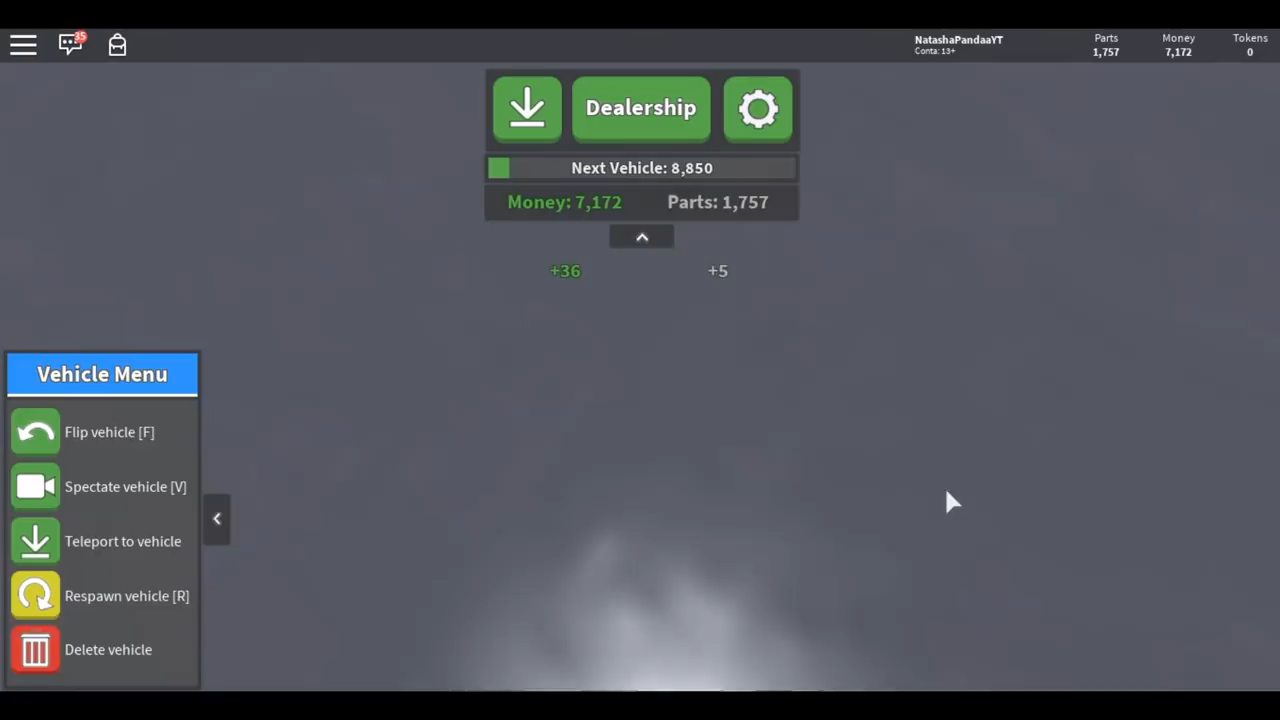 35
NatashaPandaaYT
Conta: 13+
Parts
1,757
Money
7,172
Tokens
0
Dealership
Next Vehicle: 8,850
Money: 7,172
Parts: 1,757
+36
+5
Vehicle Menu
Flip vehicle [F]
Spectate vehicle [V]
Teleport to vehicle
Respawn vehicle [R]
Delete vehicle